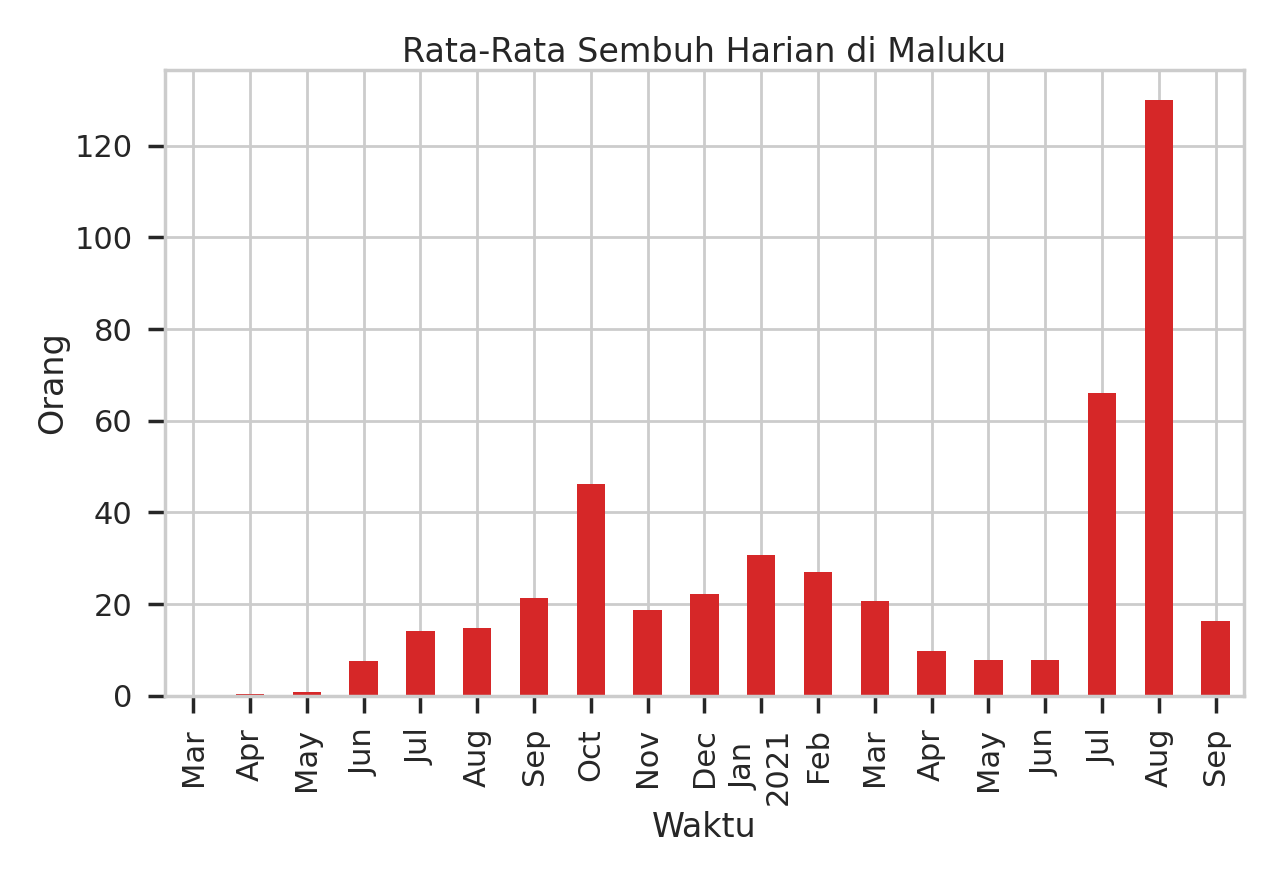 Rata-Rata Sembuh Harian di Maluku
Orang
120
100
80
60
40
20
0
Mar
Apr
May
Jun
Jul
Aug
Sep
Oct
Nov
Dec
Jan
2021
Feb
Mar
Apr
May
Jun
Jul
Aug
Sep
Waktu